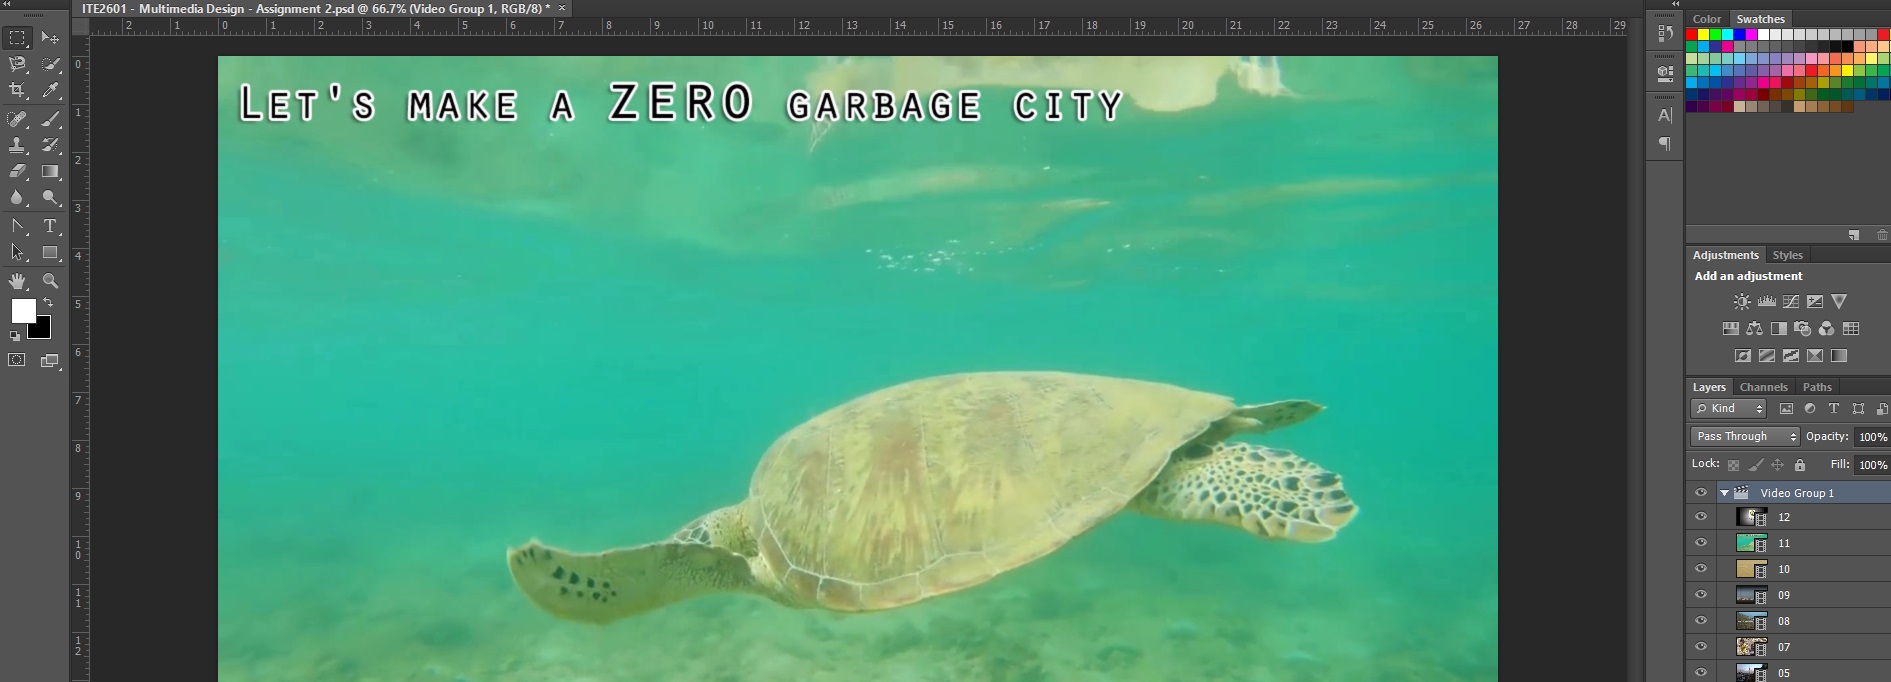 ITE2601 - Multimedia Design - Assignment 2.psd @ 66.7% (Video Group 1, RGB/8) * ×
2 1 0 1 2 3 4 5 6 7 8 9 10 11 12 13 14 15 16 17 18 19 20 21 22 23 24 25 26 27 28 29
0
1
2
3
4
5
6
7
8
9
10
11
12
LET'S MAKE A ZERO GARBAGE CITY
Color Swatches
Adjustments Styles
Add an adjustment
Layers Channels Paths
Kind
Pass Through Opacity: 100%
Lock: Fill: 100%
Video Group 1
12
11
10
09
08
07
05